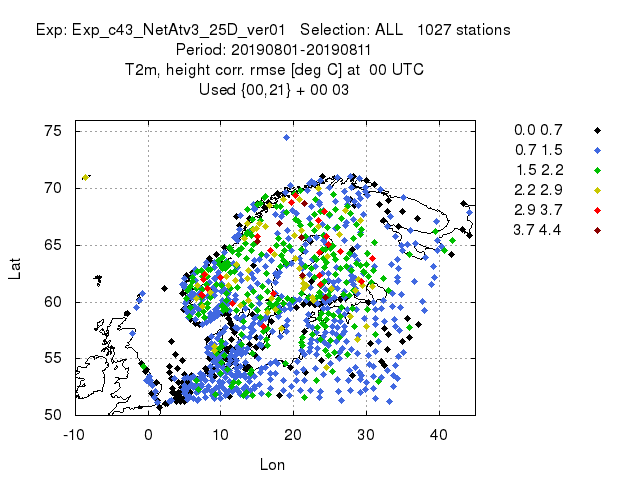 Exp: Exp_c43_NetAtv3_25D_ver01   Selection: ALL   1027 stations
Period: 20190801-20190811
T2m, height corr. rmse [deg C] at  00 UTC
Used {00,21} + 00 03
75
70
65
60
55
50
Lat
-10 0 10 20 30 40
Lon
0.0 0.7
0.7 1.5
1.5 2.2
2.2 2.9
2.9 3.7
3.7 4.4